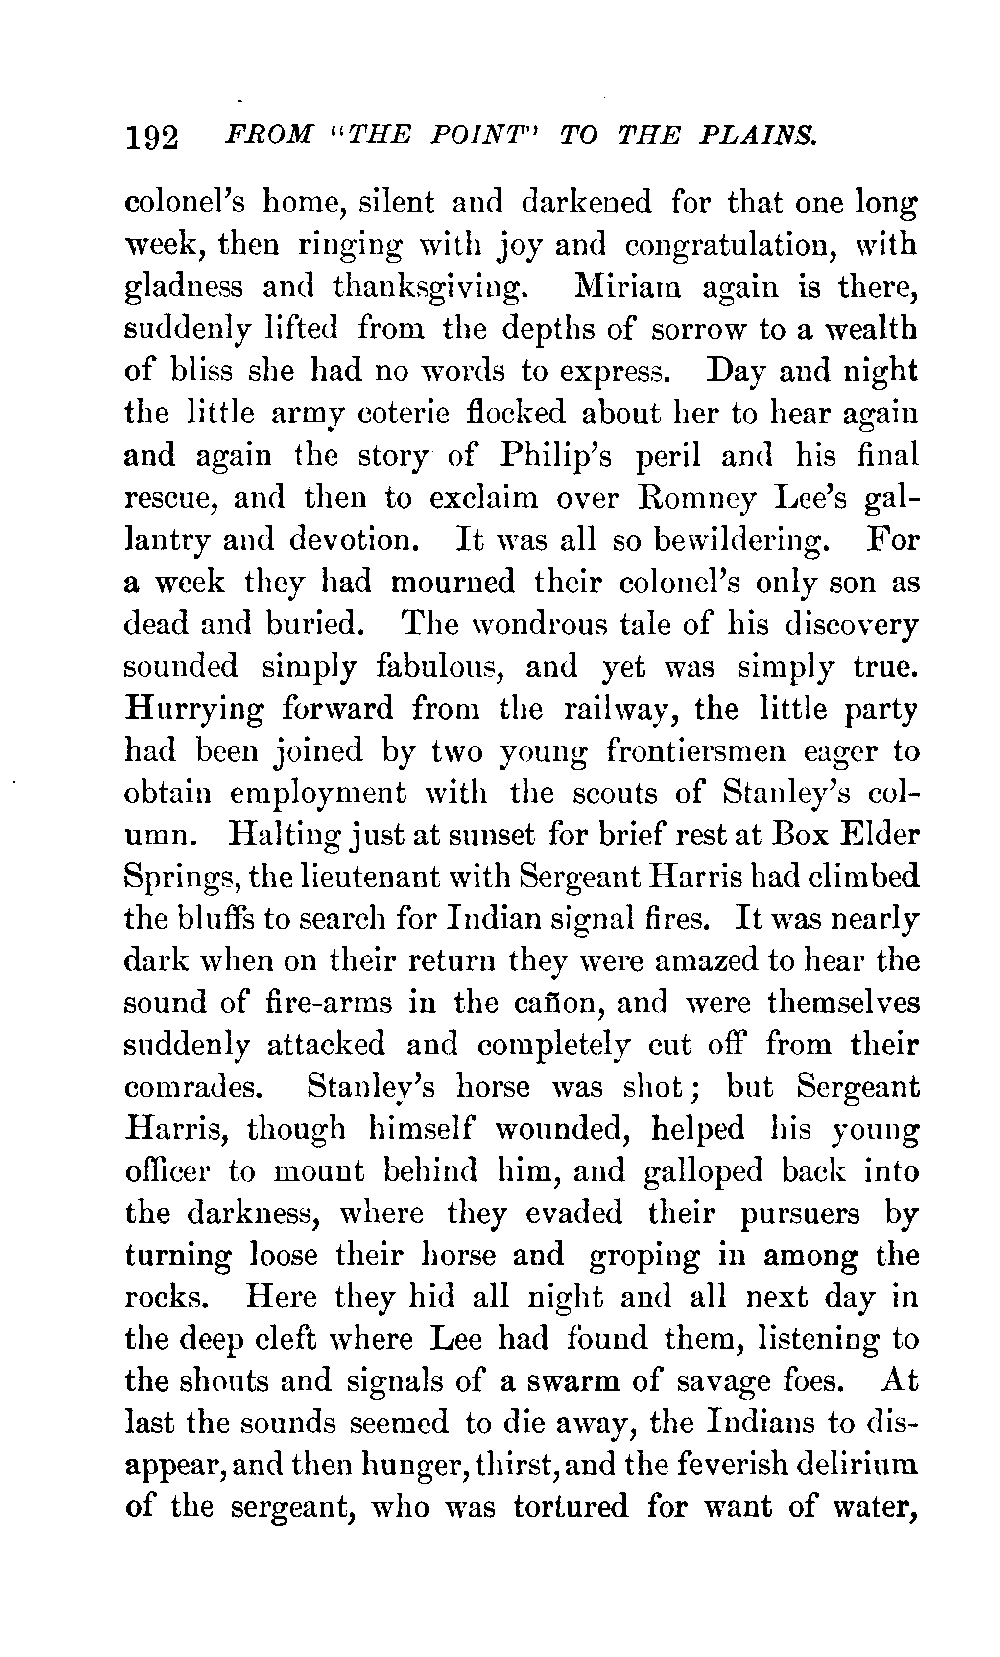 192 FROM "THE POINT" TO THE PLAINS.
colonel's home, silent and darkened for that one long
week, then ringing with joy and congratulation, with
gladness and thanksgiving. Miriam again is there,
suddenly lifted from the depths of sorrow to a wealth
of bliss she had no words to express. Day and night
the little army coterie flocked about her to hear again
and again the story of Philip's peril and his final
rescue, and then to exclaim over Romney Lee's gal-
lantry and devotion. It was all so bewildering. For
a week they had mourned their colonel's only son as
dead and buried. The wondrous tale of his discovery
sounded simply fabulous, and yet was simply true.
Hurrying forward from the railway, the little party
had been joined by two young frontiersmen eager to
obtain employment with the scouts of Stanley's col-
umn. Halting just at sunset for brief rest at Box Elder
Springs, the lieutenant with Sergeant Harris had climbed
the bluffs to search for Indian signal fires. It was nearly
dark when on their return they were amazed to hear the
sound of fire-arms in the cañon, and were themselves
suddenly attacked and completely cut off from their
comrades. Stanley's horse was shot; but Sergeant
Harris, though himself wounded, helped his young
officer to mount behind him, and galloped back into
the darkness, where they evaded their pursuers by
turning loose their horse and groping in among the
rocks. Here they hid all night and all next day in
the deep cleft where Lee had found them, listening to
the shouts and signals of a swarm of savage foes. At
last the sounds seemed to die away, the Indians to dis-
appear, and then hunger, thirst, and the feverish delirium
of the sergeant, who was tortured for want of water,